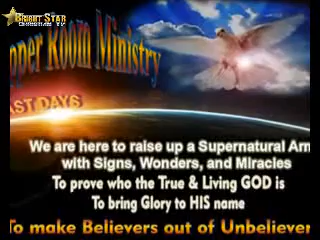 BRIGHT STAR
CHRISTIAN TV
pper Room Ministry
AST DAYS
We are here to raise up a Supernatural Arm
with Signs, Wonders, and Miracles
To prove who the True & Living GOD is
To bring Glory to HIS name
To make Believers out of Unbeliever